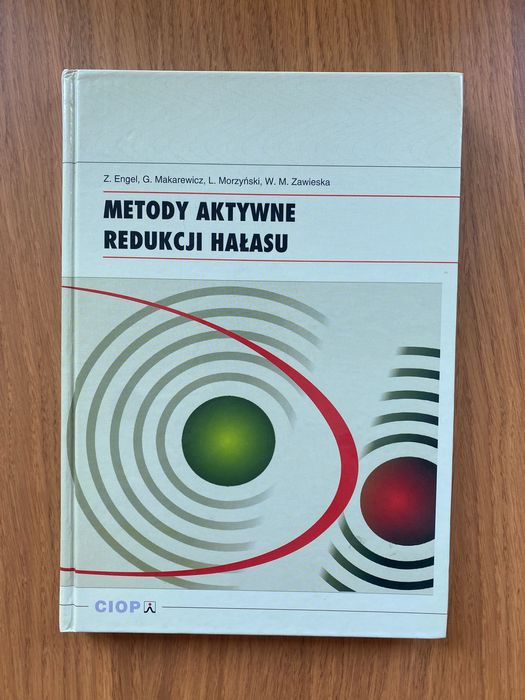 Z. Engel, G. Makarewicz, L. Morzyński, W. M. Zawieska
METODY AKTYWNE
REDUKCJI HAŁASU
CIOP